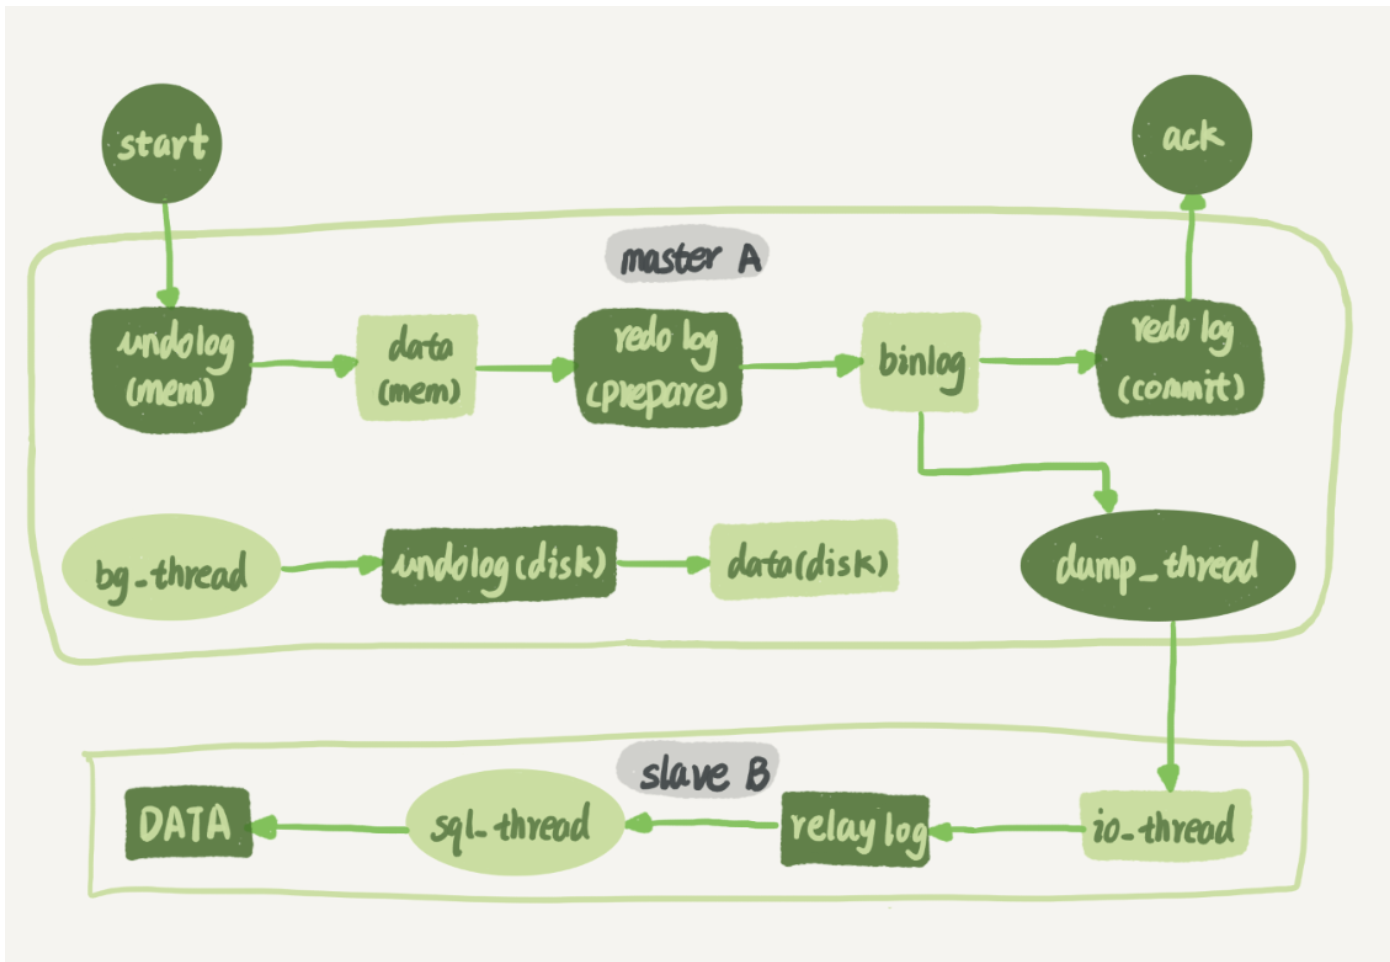 start
ack
master A
undolog
(mem)
data
(mem)
redo log
(prepare)
binlog
redo log
(commit)
bg_thread
undolog(disk)
data(disk)
dump_thread
slave B
DATA
sql_thread
relay log
io_thread